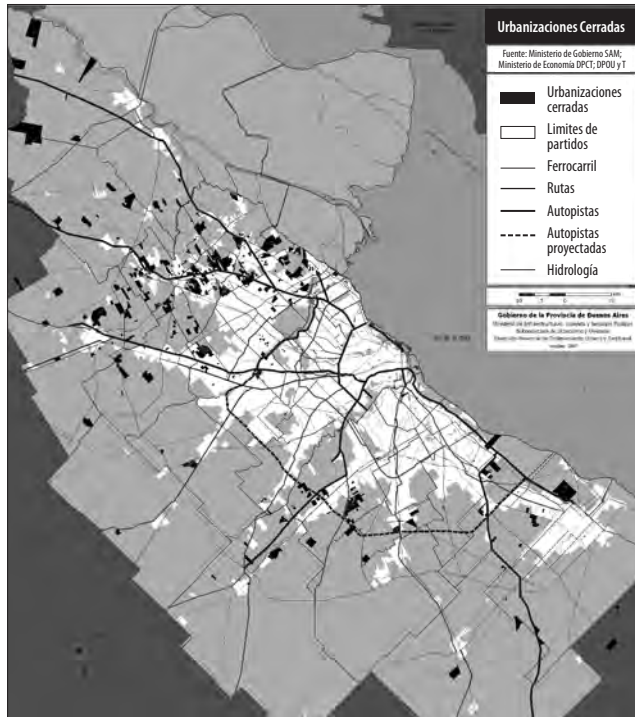 Urbanizaciones Cerradas
Fuente: Ministerio de Gobierno SAM;
Ministerio de Economía DPCT; DPOU y T
Urbanizaciones
cerradas
Limites de
partidos
Ferrocarril
Rutas
Autopistas
Autopistas
proyectadas
Hidrología
Gobierno de la Provincia de Buenos Aires